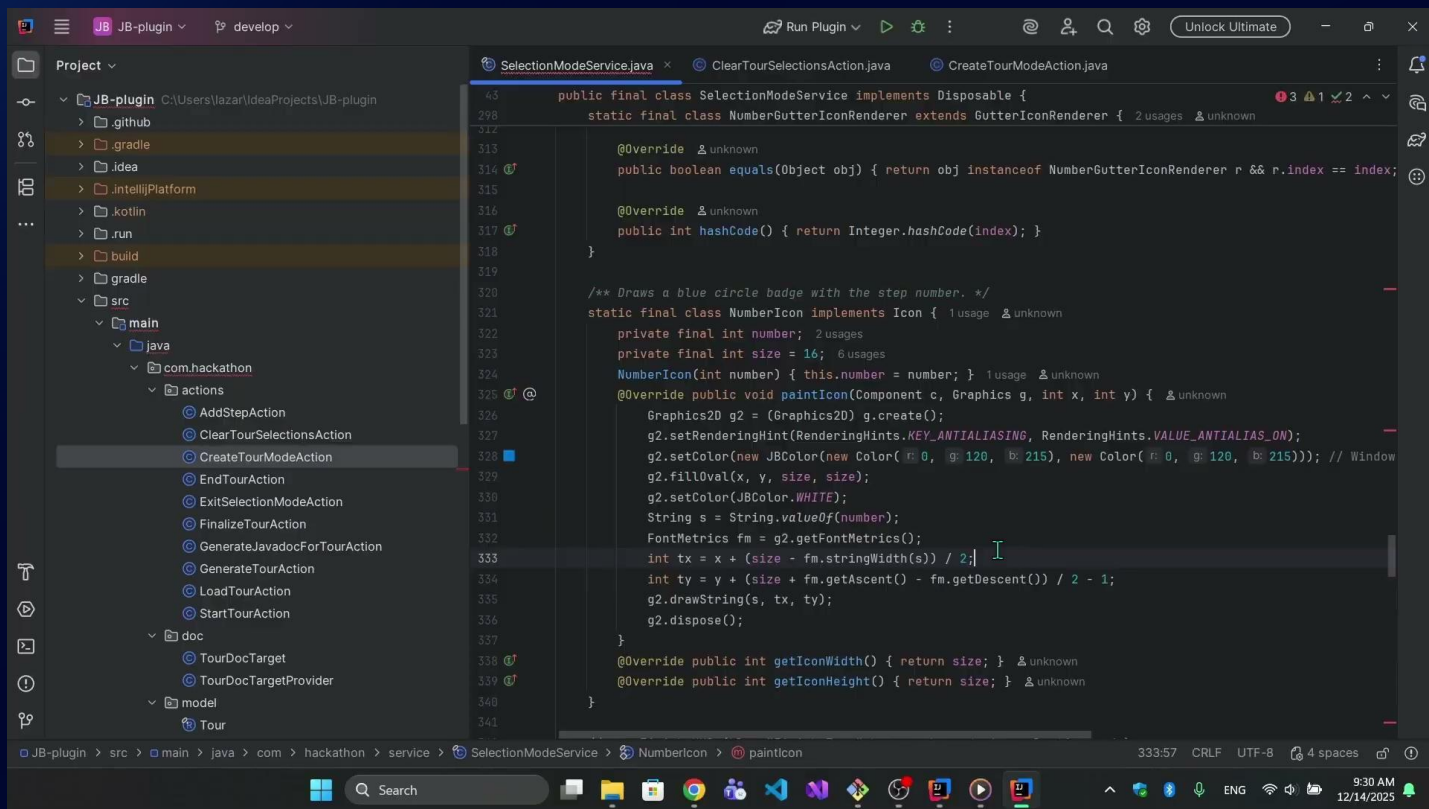 JB JB-plugin develop Run Plugin Unlock Ultimate
Project
SelectionModeService.java ClearTourSelectionsAction.java CreateTourModeAction.java
JB-plugin C:\Users\lazar\IdeaProjects\JB-plugin
.github
.gradle
.idea
.intellijPlatform
.kotlin
.run
build
gradle
src
main
java
com.hackathon
actions
AddStepAction
ClearTourSelectionsAction
CreateTourModeAction
EndTourAction
ExitSelectionModeAction
FinalizeTourAction
GenerateJavadocForTourAction
GenerateTourAction
LoadTourAction
StartTourAction
doc
TourDocTarget
TourDocTargetProvider
model
Tour
43 public final class SelectionModeService implements Disposable { 3 1 2
298 static final class NumberGutterIconRenderer extends GutterIconRenderer { 2 usages unknown
312
313 @Override unknown
314 public boolean equals(Object obj) { return obj instanceof NumberGutterIconRenderer r && r.index == index;
315
316 @Override unknown
317 public int hashCode() { return Integer.hashCode(index); }
318 }
319
320 /** Draws a blue circle badge with the step number. */
321 static final class NumberIcon implements Icon { 1 usage unknown
322 private final int number; 2 usages
323 private final int size = 16; 6 usages
324 NumberIcon(int number) { this.number = number; } 1 usage unknown
325 @ @Override public void paintIcon(Component c, Graphics g, int x, int y) { unknown
326 Graphics2D g2 = (Graphics2D) g.create();
327 g2.setRenderingHint(RenderingHints.KEY_ANTIALIASING, RenderingHints.VALUE_ANTIALIAS_ON);
328 g2.setColor(new JBColor(new Color( r: 0, g: 120, b: 215), new Color( r: 0, g: 120, b: 215))); // Window
329 g2.fillOval(x, y, size, size);
330 g2.setColor(JBColor.WHITE);
331 String s = String.valueOf(number);
332 FontMetrics fm = g2.getFontMetrics();
333 int tx = x + (size - fm.stringWidth(s)) / 2;
334 int ty = y + (size + fm.getAscent() - fm.getDescent()) / 2 - 1;
335 g2.drawString(s, tx, ty);
336 g2.dispose();
337 }
338 @Override public int getIconWidth() { return size; } unknown
339 @Override public int getIconHeight() { return size; } unknown
340 }
341
JB-plugin > src > main > java > com > hackathon > service > SelectionModeService > NumberIcon > paintIcon 333:57 CRLF UTF-8 4 spaces
Search ENG 9:30 AM
12/14/2025